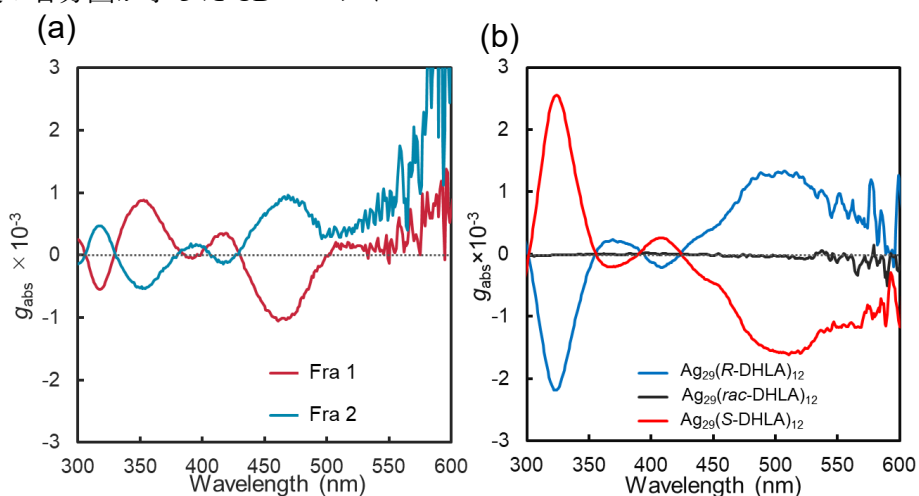 (a)
3
2
1
0
-1
-2
-3
g_abs × 10⁻³
Fra 1
Fra 2
300 350 400 450 500 550 600
Wavelength (nm)
(b)
3
2
1
0
-1
-2
-3
g_abs×10⁻³
Ag₂₉(R-DHLA)₁₂
Ag₂₉(rac-DHLA)₁₂
Ag₂₉(S-DHLA)₁₂
300 350 400 450 500 550 600
Wavelength (nm)